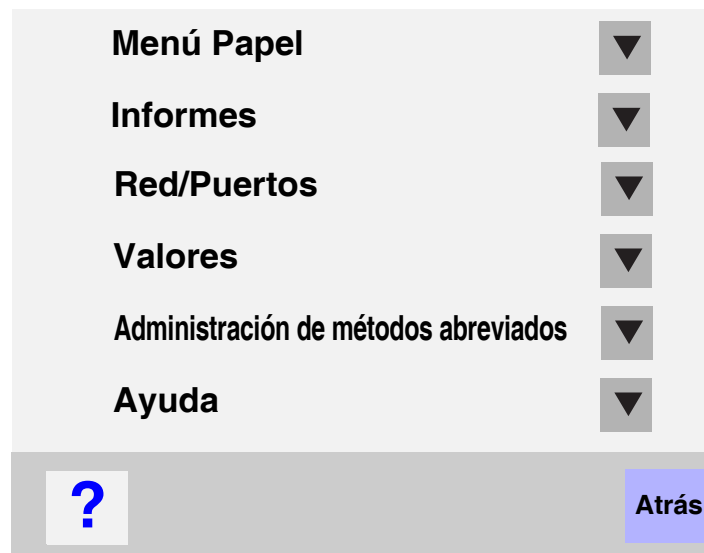 Menú Papel
Informes
Red/Puertos
Valores
Administración de métodos abreviados
Ayuda
?
Atrás